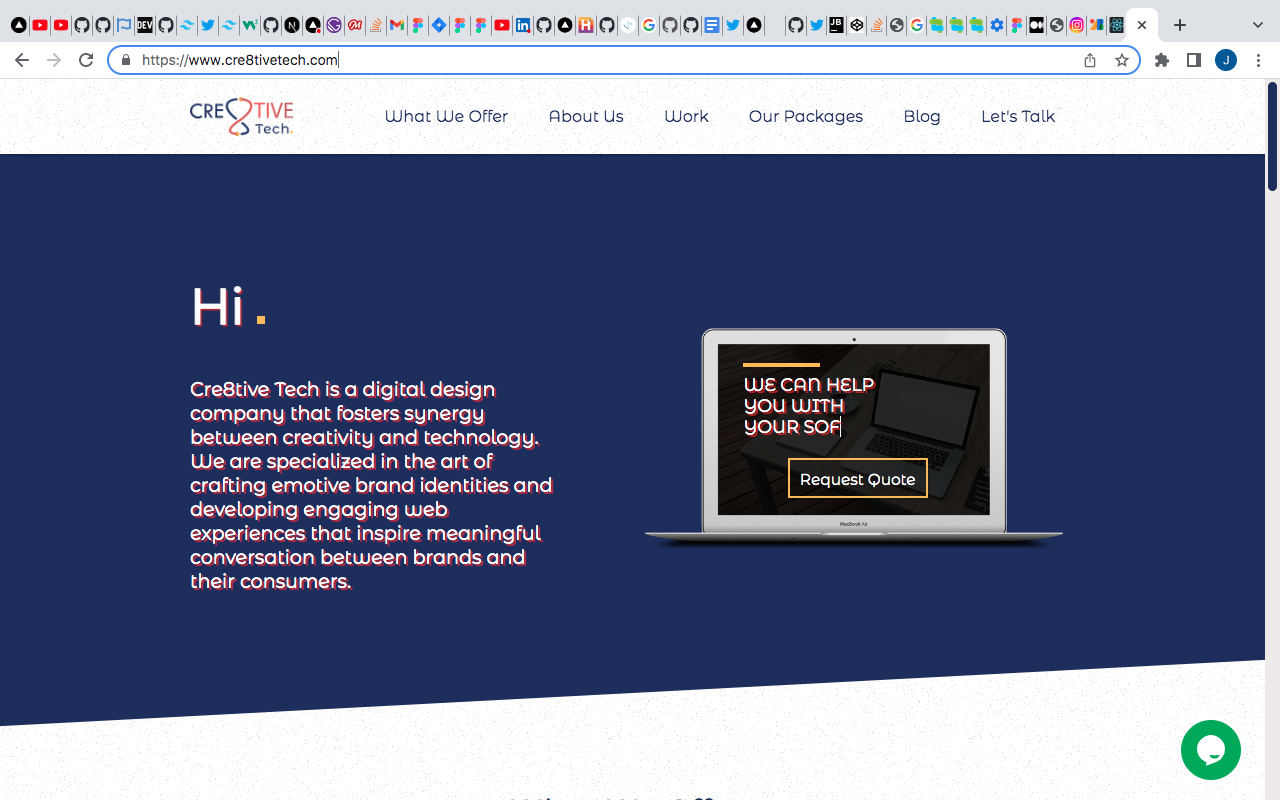 https://www.cre8tivetech.com
J
CRE8TIVE
Tech.
What We Offer
About Us
Work
Our Packages
Blog
Let's Talk
Hi .
Cre8tive Tech is a digital design
company that fosters synergy
between creativity and technology.
We are specialized in the art of
crafting emotive brand identities and
developing engaging web
experiences that inspire meaningful
conversation between brands and
their consumers.
WE CAN HELP
YOU WITH
YOUR SOF
Request Quote
MacBook Air